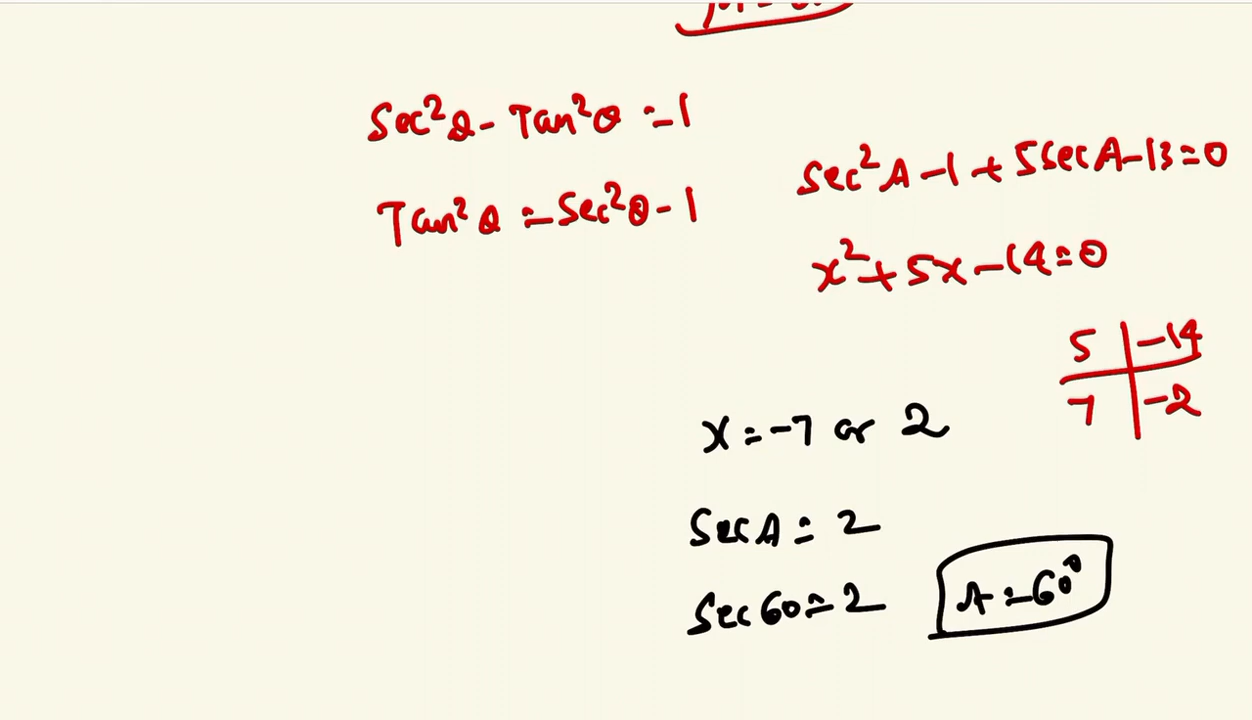 Sec²θ - Tan²θ = 1
Tan²θ = Sec²θ - 1
Sec²A - 1 + 5SecA - 13 = 0
x² + 5x - 14 = 0
5 | -14
7 | -2
x = -7 or 2
SecA = 2
Sec60 = 2
A = 60°